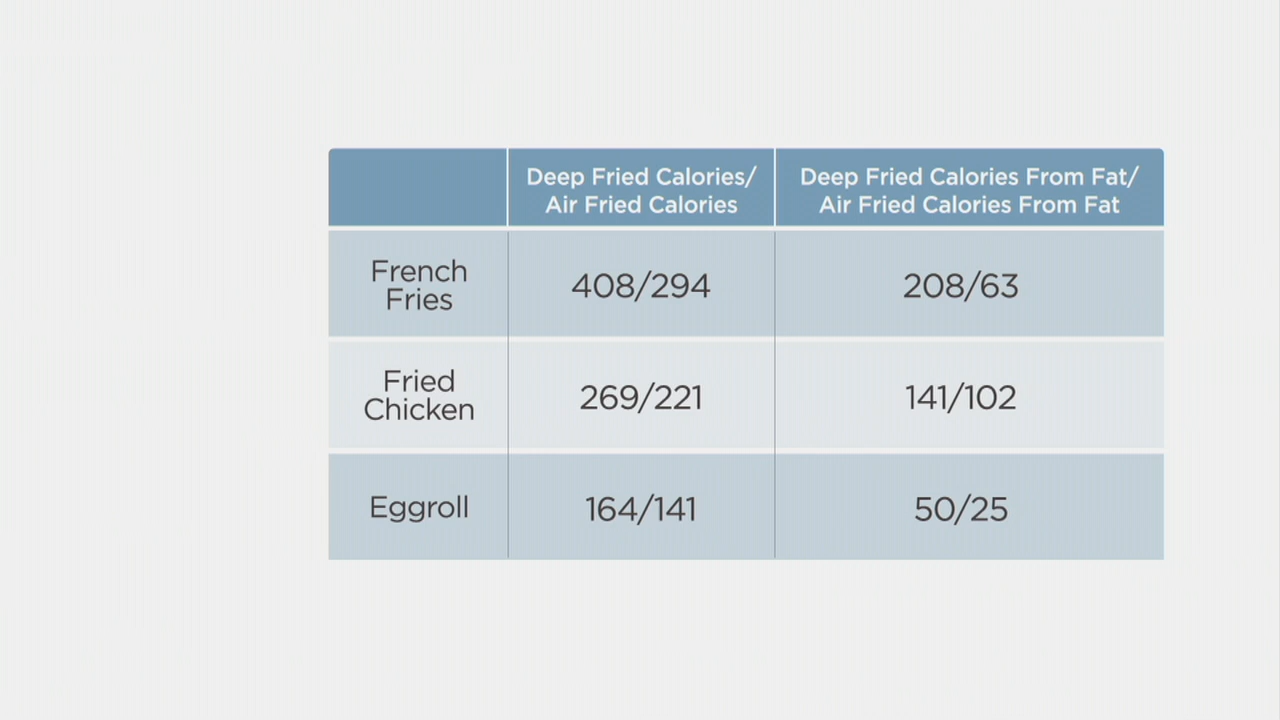 Deep Fried Calories/
Air Fried Calories
Deep Fried Calories From Fat/
Air Fried Calories From Fat
French
Fries
408/294
208/63
Fried
Chicken
269/221
141/102
Eggroll
164/141
50/25